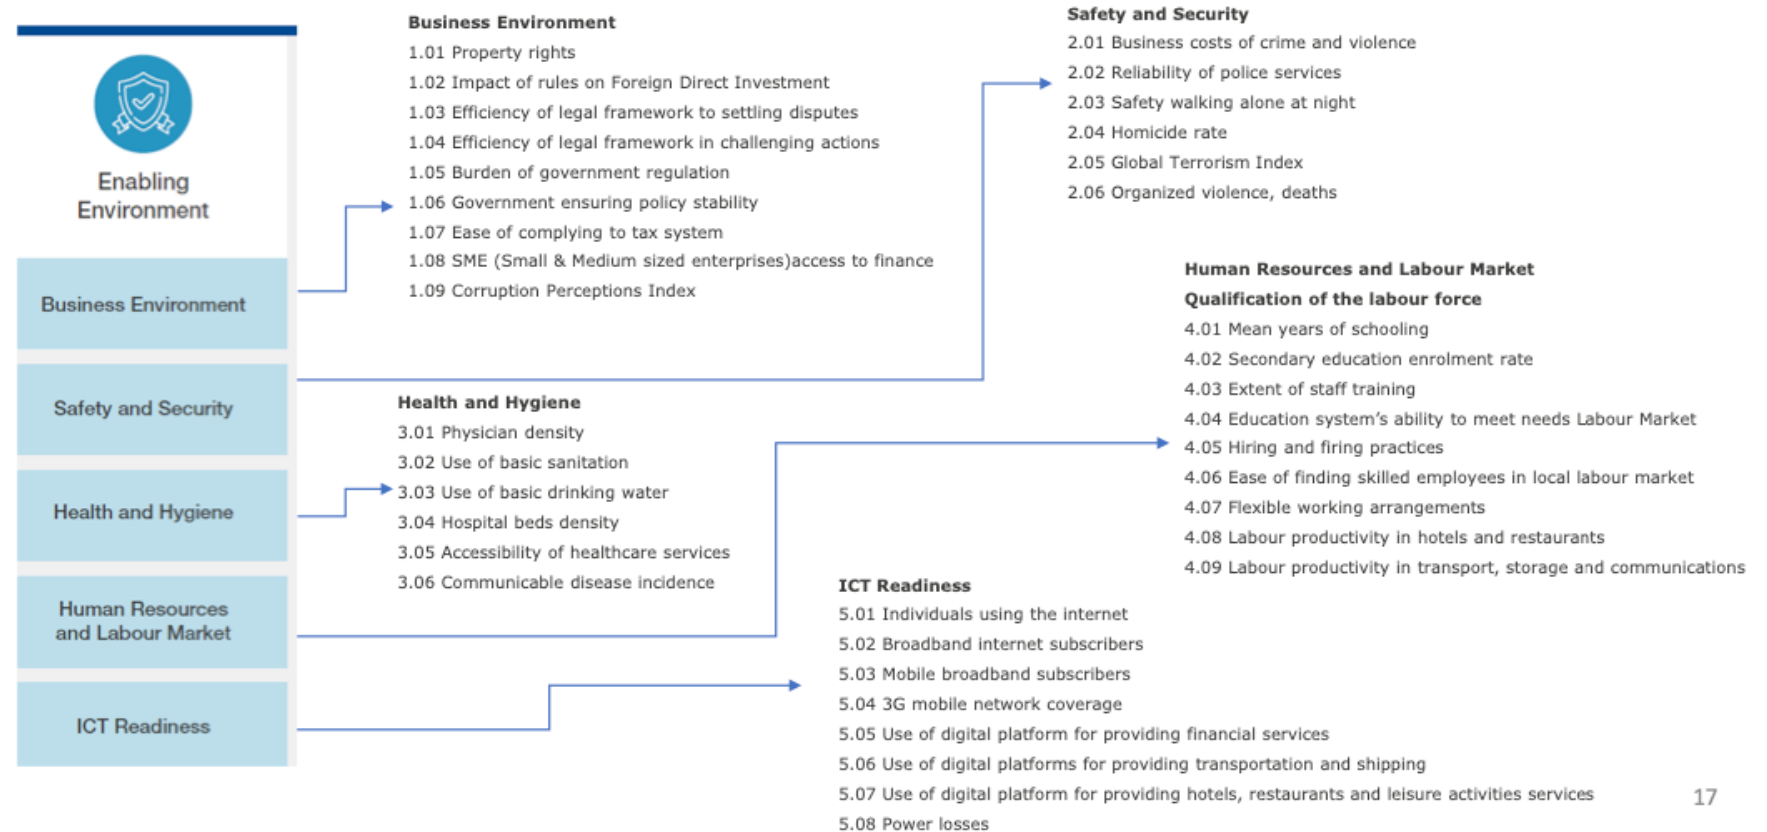 Enabling
Environment
Business Environment
Safety and Security
Health and Hygiene
Human Resources
and Labour Market
ICT Readiness
Business Environment
1.01 Property rights
1.02 Impact of rules on Foreign Direct Investment
1.03 Efficiency of legal framework to settling disputes
1.04 Efficiency of legal framework in challenging actions
1.05 Burden of government regulation
1.06 Government ensuring policy stability
1.07 Ease of complying to tax system
1.08 SME (Small & Medium sized enterprises)access to finance
1.09 Corruption Perceptions Index
Safety and Security
2.01 Business costs of crime and violence
2.02 Reliability of police services
2.03 Safety walking alone at night
2.04 Homicide rate
2.05 Global Terrorism Index
2.06 Organized violence, deaths
Health and Hygiene
3.01 Physician density
3.02 Use of basic sanitation
3.03 Use of basic drinking water
3.04 Hospital beds density
3.05 Accessibility of healthcare services
3.06 Communicable disease incidence
Human Resources and Labour Market
Qualification of the labour force
4.01 Mean years of schooling
4.02 Secondary education enrolment rate
4.03 Extent of staff training
4.04 Education system's ability to meet needs Labour Market
4.05 Hiring and firing practices
4.06 Ease of finding skilled employees in local labour market
4.07 Flexible working arrangements
4.08 Labour productivity in hotels and restaurants
4.09 Labour productivity in transport, storage and communications
ICT Readiness
5.01 Individuals using the internet
5.02 Broadband internet subscribers
5.03 Mobile broadband subscribers
5.04 3G mobile network coverage
5.05 Use of digital platform for providing financial services
5.06 Use of digital platforms for providing transportation and shipping
5.07 Use of digital platform for providing hotels, restaurants and leisure activities services
5.08 Power losses
17